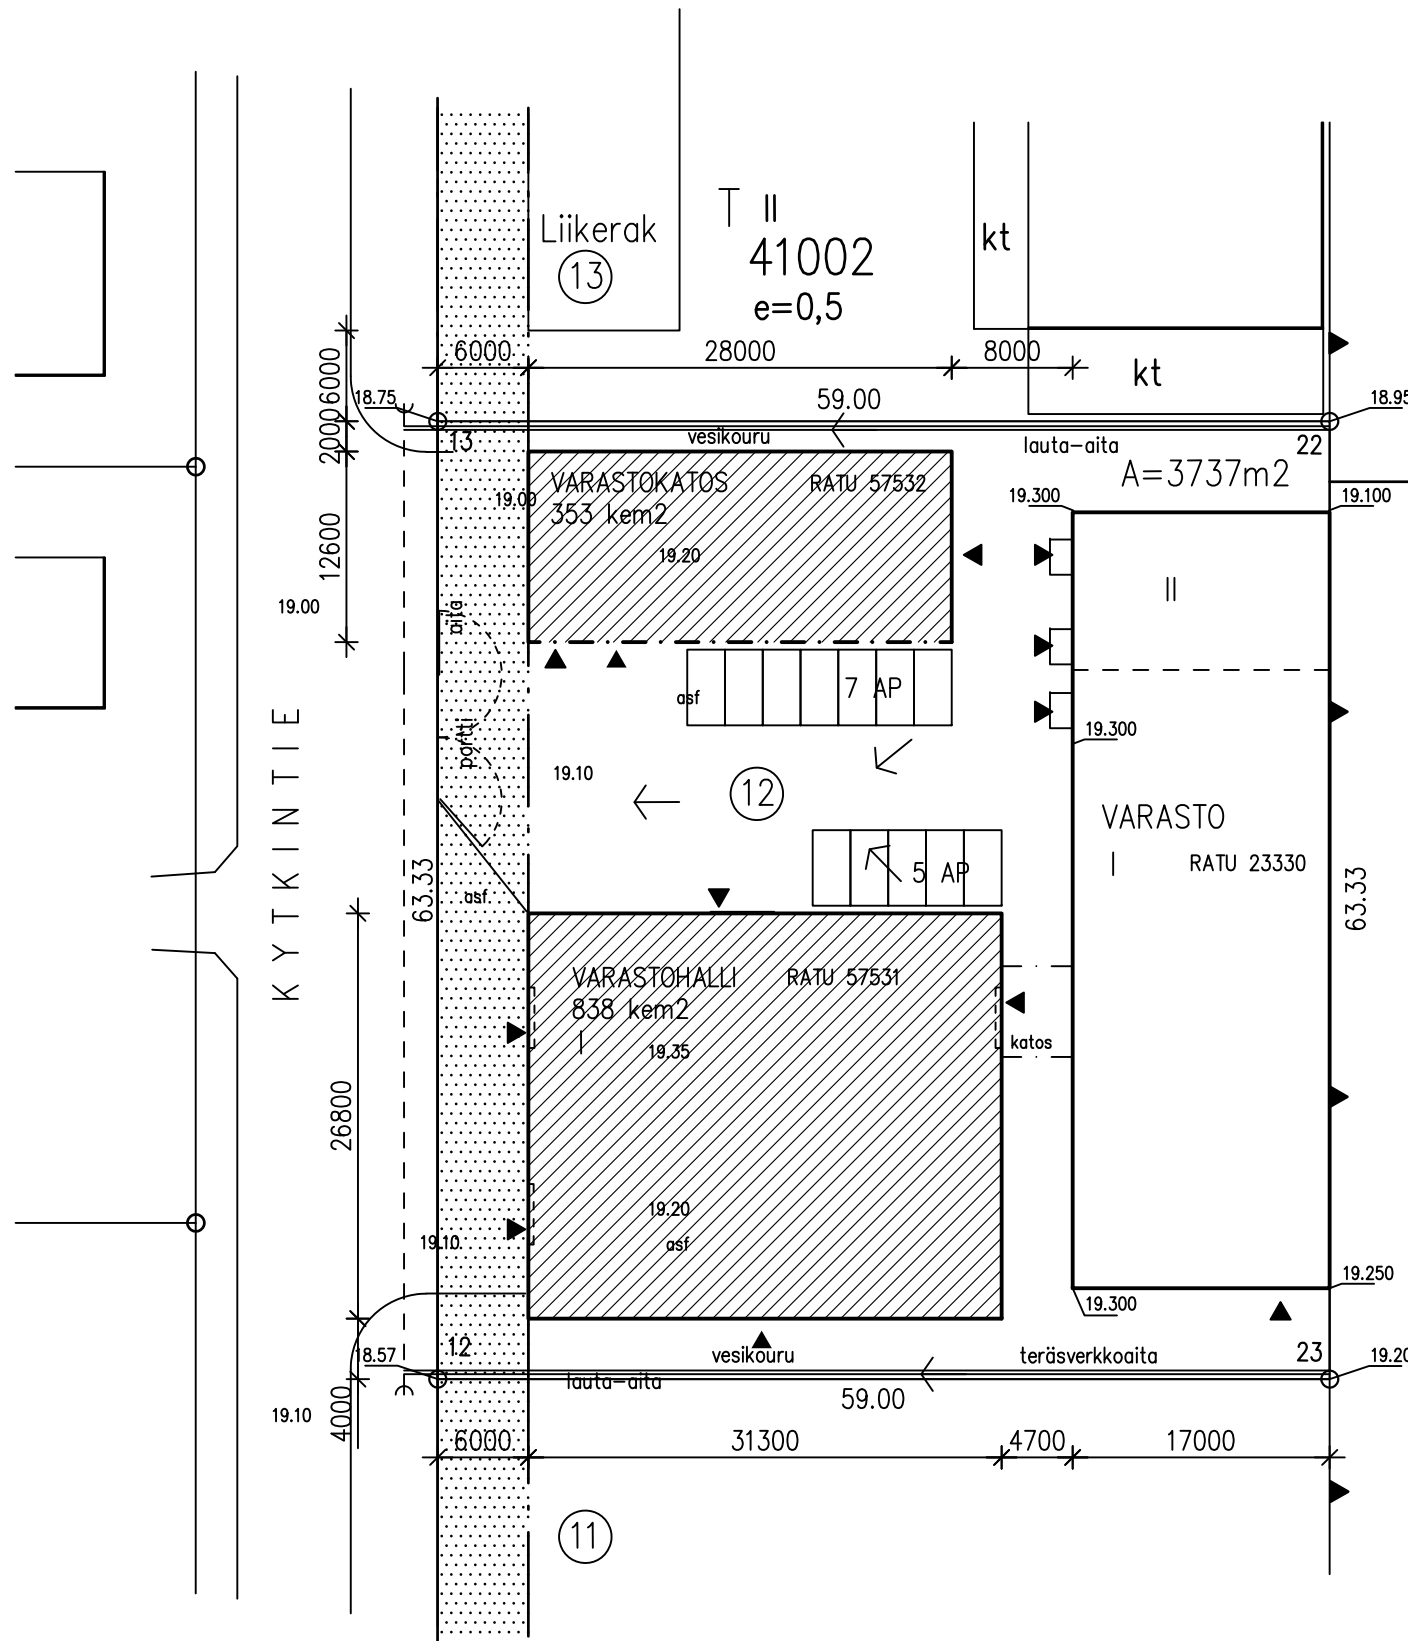 T II
Liikerak
41002
13
e=0,5
kt
6000
28000
8000
kt
6000
18.75
59.00
18.95
2000
13
vesikouru
lauta-aita
22
A=3737m2
VARASTOKATOS
RATU 57532
19.00
353 kem2
19.300
19.100
12600
19.20
II
19.00
aita
7 AP
asf
portti
19.300
19.10
12
KYTKINTIE
VARASTO
I
RATU 23330
63.33
5 AP
63.33
asf
VARASTOHALLI
RATU 57531
838 kem2
I
19.35
katos
26800
19.20
asf
19.10
19.250
19.300
12
18.57
vesikouru
teräsverkkoaita
23
19.20
lauta-aita
59.00
19.10
4000
6000
31300
4700
17000
11